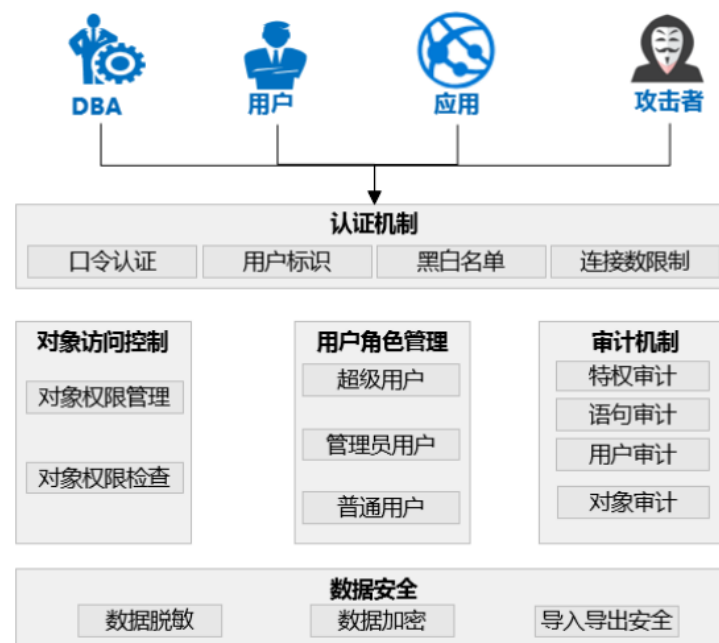 DBA
用户
应用
攻击者
认证机制
口令认证
用户标识
黑白名单
连接数限制
对象访问控制
对象权限管理
对象权限检查
用户角色管理
超级用户
管理员用户
普通用户
审计机制
特权审计
语句审计
用户审计
对象审计
数据安全
数据脱敏
数据加密
导入导出安全